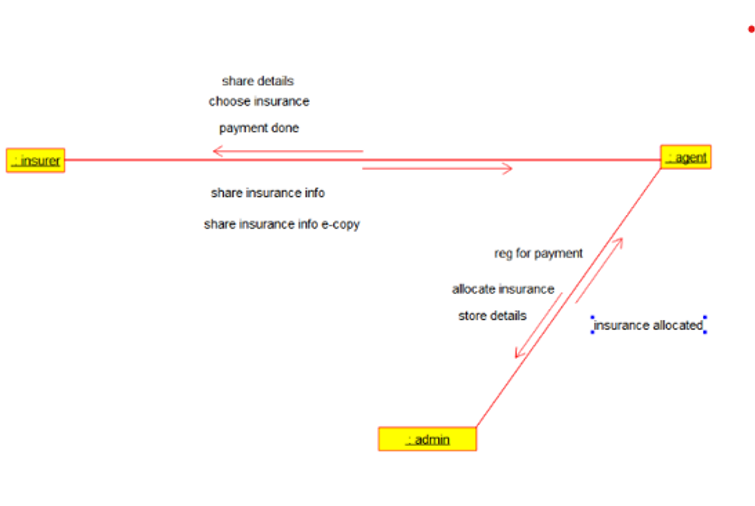 share details
choose insurance
payment done
: insurer
: agent
share insurance info
share insurance info e-copy
reg for payment
allocate insurance
store details
insurance allocated
: admin